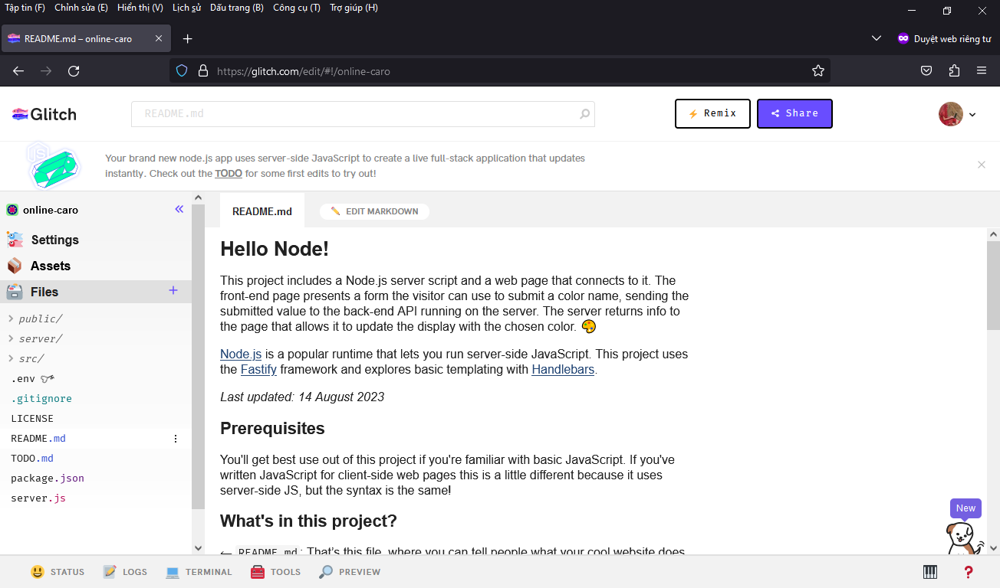 Tập tin (F) Chỉnh sửa (E) Hiển thị (V) Lịch sử Dấu trang (B) Công cụ (T) Trợ giúp (H)
README.md – online-caro
Duyệt web riêng tư
https://glitch.com/edit/#!/online-caro
Glitch
README.md
Remix
Share
JS
Your brand new node.js app uses server-side JavaScript to create a live full-stack application that updates
instantly. Check out the TODO for some first edits to try out!
online-caro
Settings
Assets
Files
public/
server/
src/
.env
.gitignore
LICENSE
README.md
TODO.md
package.json
server.js
README.md
EDIT MARKDOWN
Hello Node!
This project includes a Node.js server script and a web page that connects to it. The
front-end page presents a form the visitor can use to submit a color name, sending the
submitted value to the back-end API running on the server. The server returns info to
the page that allows it to update the display with the chosen color. 🎨
Node.js is a popular runtime that lets you run server-side JavaScript. This project uses
the Fastify framework and explores basic templating with Handlebars.
Last updated: 14 August 2023
Prerequisites
You'll get best use out of this project if you're familiar with basic JavaScript. If you've
written JavaScript for client-side web pages this is a little different because it uses
server-side JS, but the syntax is the same!
What's in this project?
← README.md: That’s this file, where you can tell people what your cool website does
New
STATUS LOGS TERMINAL TOOLS PREVIEW
?